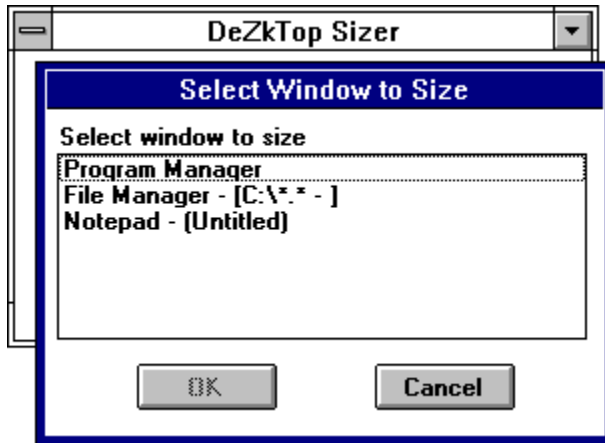 DeZkTop Sizer
Select Window to Size
Select window to size
Program Manager
File Manager - [C:\*.* - ]
Notepad - (Untitled)
OK
Cancel